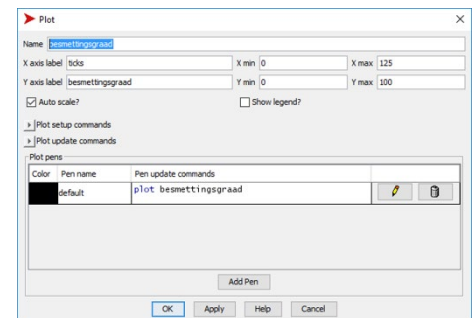 Plot
Name besmettingsgraad
X axis label ticks X min 0 X max 125
Y axis label besmettingsgraad Y min 0 Y max 100
Auto scale? Show legend?
Plot setup commands
Plot update commands
Plot pens
Color Pen name Pen update commands
default plot besmettingsgraad
Add Pen
OK Apply Help Cancel